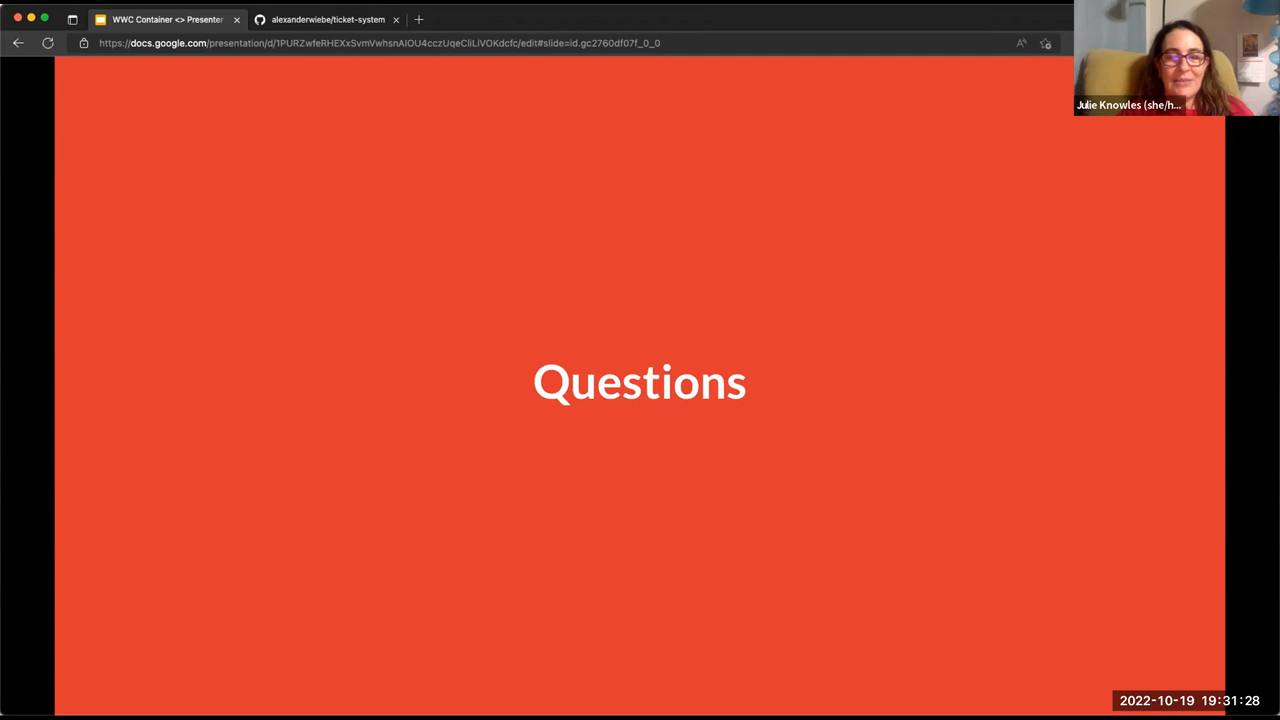 WWC Container <> Presenter
alexanderwiebe/ticket-system
https://docs.google.com/presentation/d/1PURZwfeRHEXxSvmVwhsnAIOU4cczUqeCliLiVOKdcfc/edit#slide=id.gc2760df07f_0_0
Julie Knowles (she/h...
Questions
2022-10-19 19:31:28